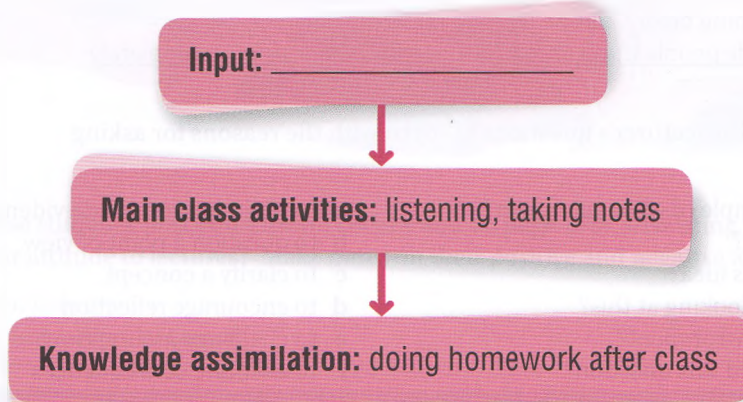 Input: ____________________
Main class activities: listening, taking notes
Knowledge assimilation: doing homework after class